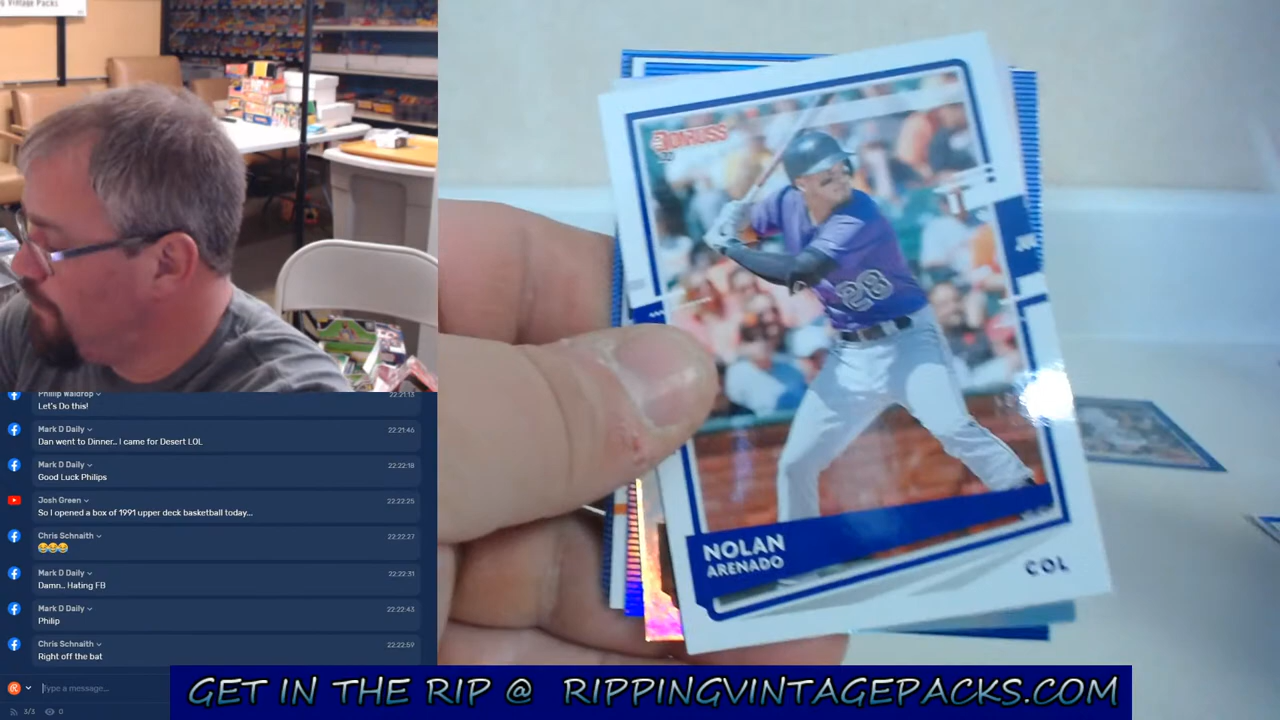 g Vintage Packs
Phillip Waldrop
22:21:13
Let's Do this!
Mark D Daily
22:21:46
Dan went to Dinner.. I came for Desert LOL
Mark D Daily
22:22:18
Good Luck Philips
Josh Green
22:22:25
So I opened a box of 1991 upper deck basketball today...
Chris Schnaith
22:22:27
😂😂😂
Mark D Daily
22:22:31
Damn.. Hating FB
Mark D Daily
22:22:43
Philip
Chris Schnaith
22:22:59
Right off the bat
Type a message...
3/3
0
DONRUSS
20
28
NOLAN
ARENADO
COL
GET IN THE RIP @ RIPPINGVINTAGEPACKS.COM